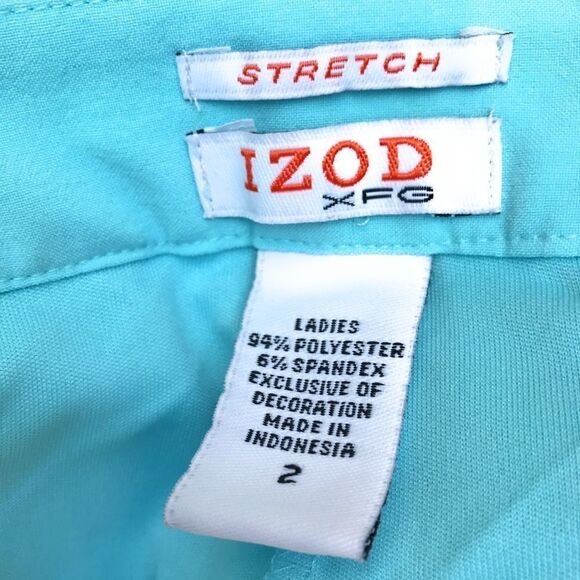 STRETCH
IZOD
XFG
LADIES
94% POLYESTER
6% SPANDEX
EXCLUSIVE OF
DECORATION
MADE IN
INDONESIA
2